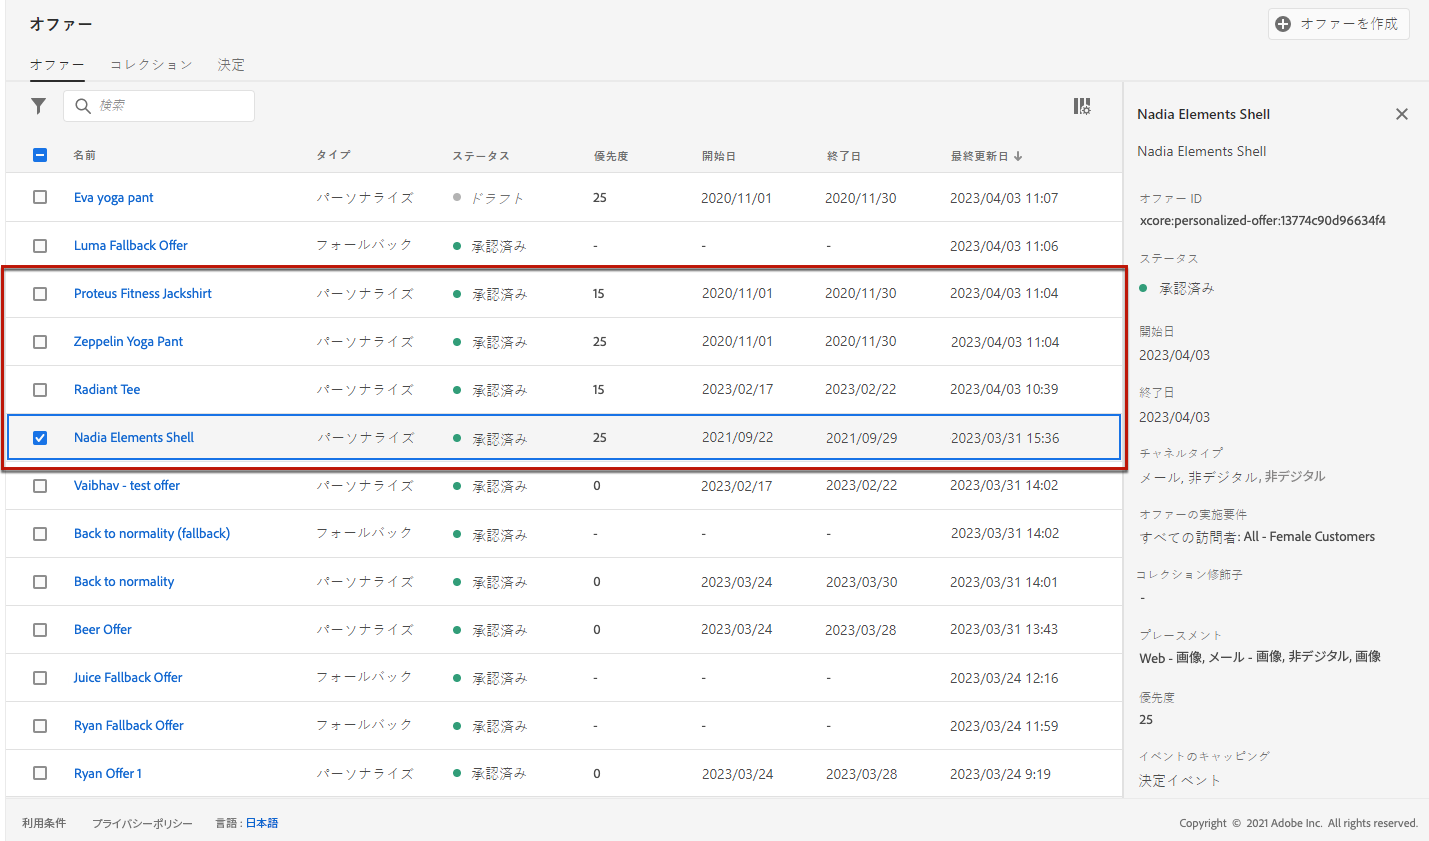 オファー
オファーを作成
オファー コレクション 決定
検索
名前 タイプ ステータス 優先度 開始日 終了日 最終更新日
Eva yoga pant パーソナライズ ドラフト 25 2020/11/01 2020/11/30 2023/04/03 11:07
Luma Fallback Offer フォールバック 承認済み - - - 2023/04/03 11:06
Proteus Fitness Jackshirt パーソナライズ 承認済み 15 2020/11/01 2020/11/30 2023/04/03 11:04
Zeppelin Yoga Pant パーソナライズ 承認済み 25 2020/11/01 2020/11/30 2023/04/03 11:04
Radiant Tee パーソナライズ 承認済み 15 2023/02/17 2023/02/22 2023/04/03 10:39
Nadia Elements Shell パーソナライズ 承認済み 25 2021/09/22 2021/09/29 2023/03/31 15:36
Vaibhav - test offer パーソナライズ 承認済み 0 2023/02/17 2023/02/22 2023/03/31 14:02
Back to normality (fallback) フォールバック 承認済み - - - 2023/03/31 14:02
Back to normality パーソナライズ 承認済み 0 2023/03/24 2023/03/30 2023/03/31 14:01
Beer Offer パーソナライズ 承認済み 0 2023/03/24 2023/03/28 2023/03/31 13:43
Juice Fallback Offer フォールバック 承認済み - - - 2023/03/24 12:16
Ryan Fallback Offer フォールバック 承認済み - - - 2023/03/24 11:59
Ryan Offer 1 パーソナライズ 承認済み 0 2023/03/24 2023/03/28 2023/03/24 9:19
Nadia Elements Shell
Nadia Elements Shell
オファー ID
xcore:personalized-offer:13774c90d96634f4
ステータス
承認済み
開始日
2023/04/03
終了日
2023/04/03
チャネルタイプ
メール, 非デジタル, 非デジタル
オファーの実施要件
すべての訪問者: All - Female Customers
コレクション修飾子
-
プレースメント
Web - 画像, メール - 画像, 非デジタル, 画像
優先度
25
イベントのキャッピング
決定イベント
利用条件 プライバシーポリシー 言語 : 日本語
Copyright © 2021 Adobe Inc. All rights reserved.